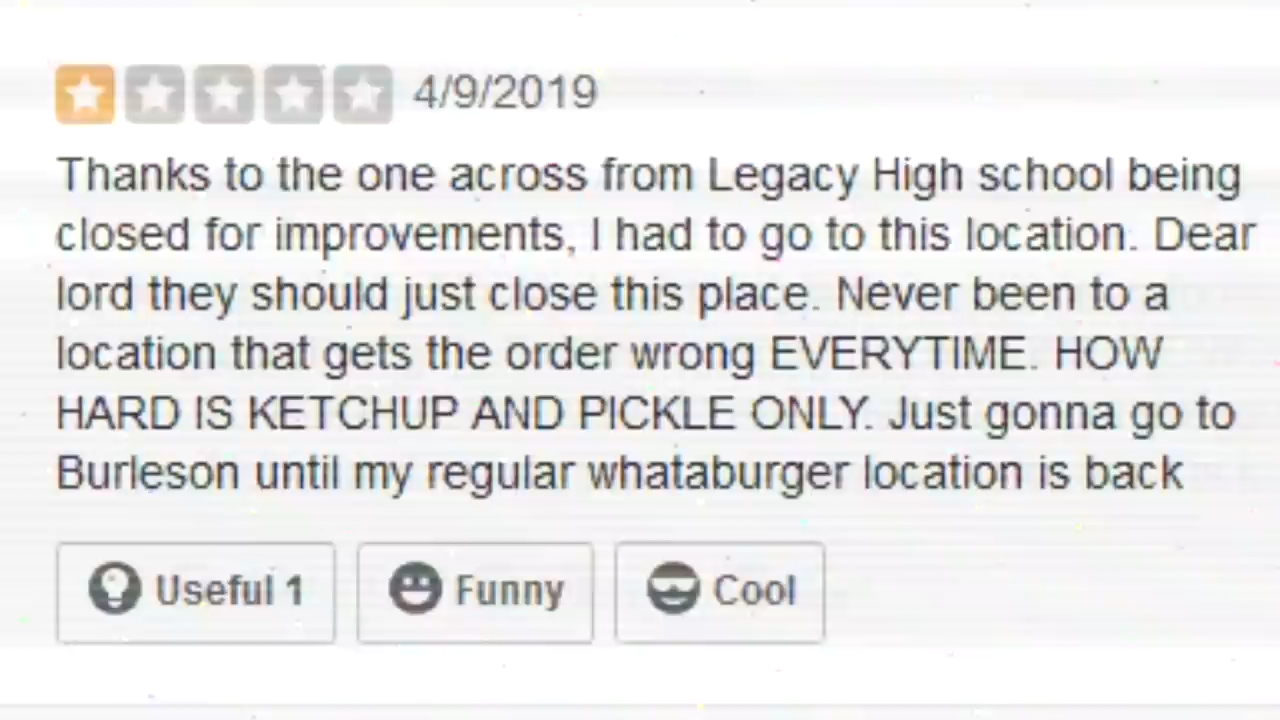 4/9/2019
Thanks to the one across from Legacy High school being
closed for improvements, I had to go to this location. Dear
lord they should just close this place. Never been to a
location that gets the order wrong EVERYTIME. HOW
HARD IS KETCHUP AND PICKLE ONLY. Just gonna go to
Burleson until my regular whataburger location is back
Useful 1 Funny Cool